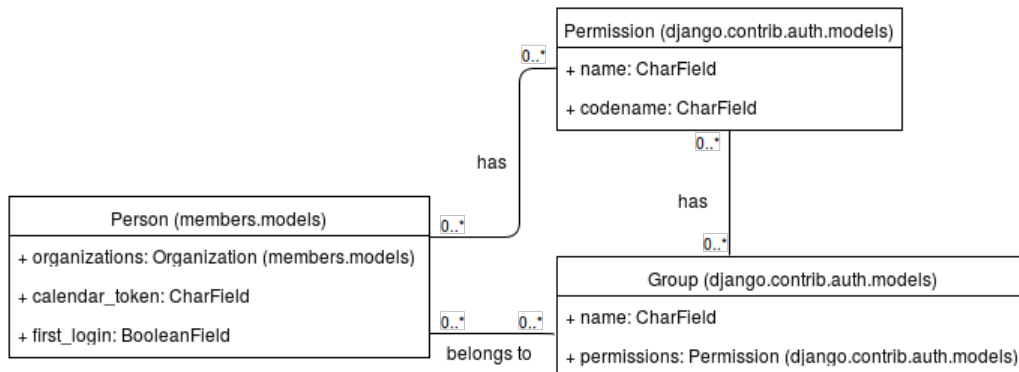 Permission (django.contrib.auth.models)
+ name: CharField
+ codename: CharField
0..*
0..*
has
has
Person (members.models)
+ organizations: Organization (members.models)
+ calendar_token: CharField
+ first_login: BooleanField
0..*
0..*
Group (django.contrib.auth.models)
+ name: CharField
+ permissions: Permission (django.contrib.auth.models)
0..*
0..*
belongs to